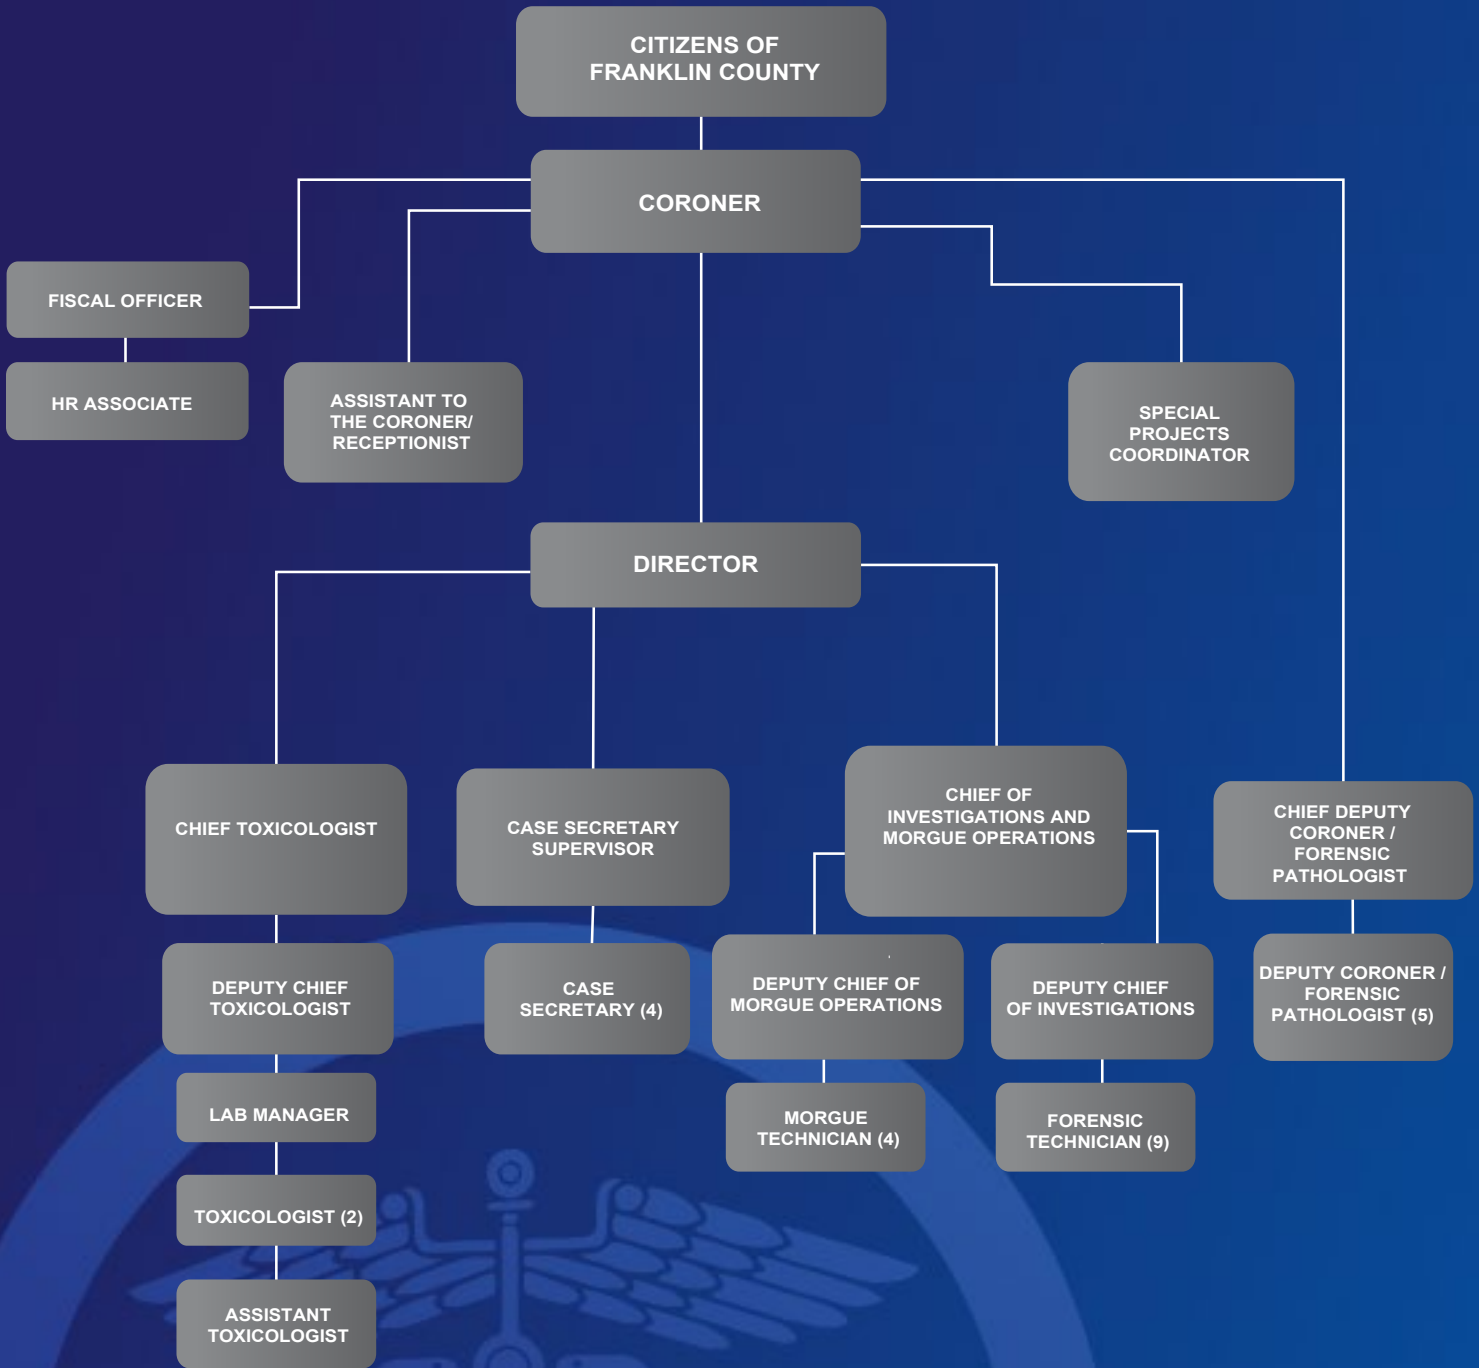 CITIZENS OF
FRANKLIN COUNTY
CORONER
FISCAL OFFICER
HR ASSOCIATE
ASSISTANT TO
THE CORONER/
RECEPTIONIST
SPECIAL
PROJECTS
COORDINATOR
DIRECTOR
CHIEF TOXICOLOGIST
CASE SECRETARY
SUPERVISOR
CHIEF OF
INVESTIGATIONS AND
MORGUE OPERATIONS
CHIEF DEPUTY
CORONER /
FORENSIC
PATHOLOGIST
DEPUTY CHIEF
TOXICOLOGIST
CASE
SECRETARY (4)
DEPUTY CHIEF OF
MORGUE OPERATIONS
DEPUTY CHIEF
OF INVESTIGATIONS
DEPUTY CORONER /
FORENSIC
PATHOLOGIST (5)
LAB MANAGER
MORGUE
TECHNICIAN (4)
FORENSIC
TECHNICIAN (9)
TOXICOLOGIST (2)
ASSISTANT
TOXICOLOGIST